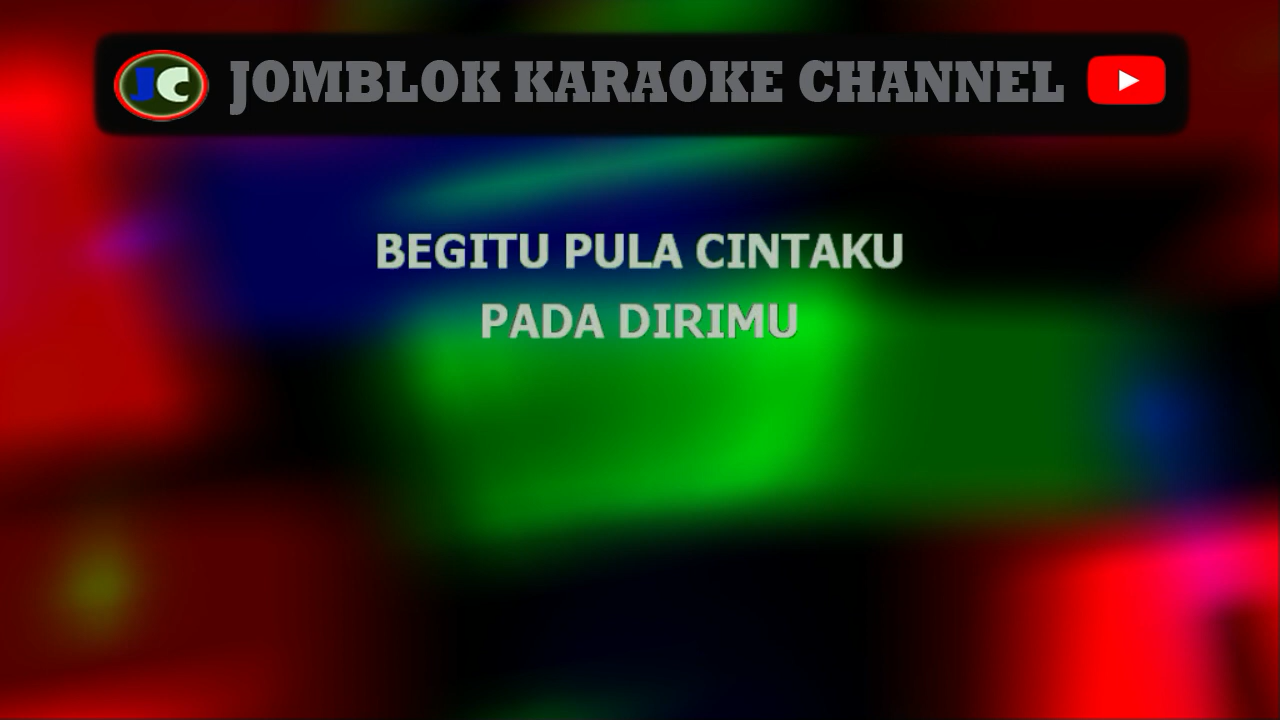 JC JOMBLOK KARAOKE CHANNEL
BEGITU PULA CINTAKU
PADA DIRIMU